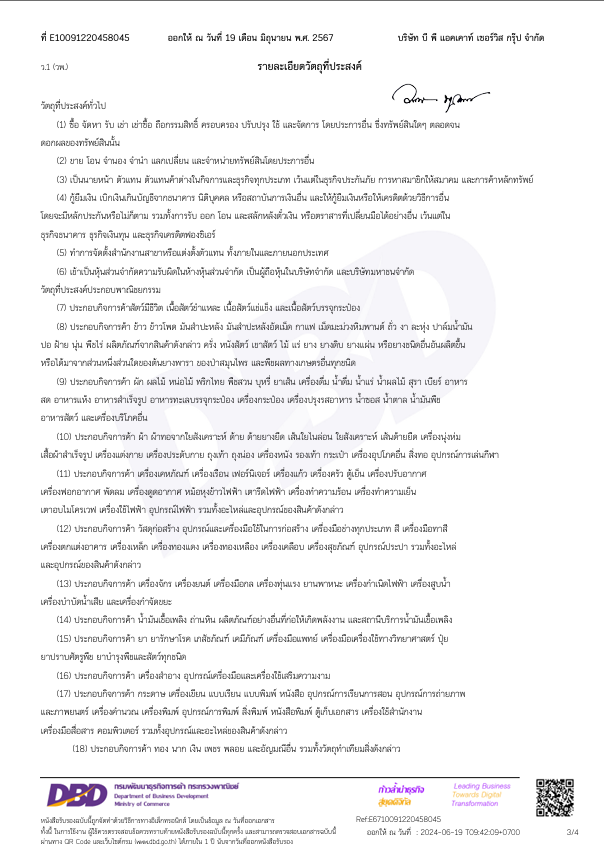 ที่ E10091220458045 ออกให้ ณ วันที่ 19 เดือน มิถุนายน พ.ศ. 2567 บริษัท บี พี แอคเคาท์ เซอร์วิส กรุ๊ป จำกัด
ว.1 (วพ.) รายละเอียดวัตถุที่ประสงค์
วัตถุที่ประสงค์ทั่วไป
(1) ซื้อ จัดหา รับ เช่า เช่าซื้อ ถือกรรมสิทธิ์ ครอบครอง ปรับปรุง ใช้ และจัดการ โดยประการอื่น ซึ่งทรัพย์สินใดๆ ตลอดจน
ดอกผลของทรัพย์สินนั้น
(2) ขาย โอน จำนอง จำนำ แลกเปลี่ยน และจำหน่ายทรัพย์สินโดยประการอื่น
(3) เป็นนายหน้า ตัวแทน ตัวแทนค้าต่างในกิจการและธุรกิจทุกประเภท เว้นแต่ในธุรกิจประกันภัย การหาสมาชิกให้สมาคม และการค้าหลักทรัพย์
(4) กู้ยืมเงิน เบิกเงินเกินบัญชีจากธนาคาร นิติบุคคล หรือสถาบันการเงินอื่น และให้กู้ยืมเงินหรือให้เครดิตด้วยวิธีการอื่น
โดยจะมีหลักประกันหรือไม่ก็ตาม รวมทั้งการรับ ออก โอน และสลักหลังตั๋วเงิน หรือตราสารที่เปลี่ยนมือได้อย่างอื่น เว้นแต่ใน
ธุรกิจธนาคาร ธุรกิจเงินทุน และธุรกิจเครดิตฟองซิเอร์
(5) ทำการจัดตั้งสำนักงานสาขาหรือแต่งตั้งตัวแทน ทั้งภายในและภายนอกประเทศ
(6) เข้าเป็นหุ้นส่วนจำกัดความรับผิดในห้างหุ้นส่วนจำกัด เป็นผู้ถือหุ้นในบริษัทจำกัด และบริษัทมหาชนจำกัด
วัตถุที่ประสงค์ประกอบพาณิชยกรรม
(7) ประกอบกิจการค้าสัตว์มีชีวิต เนื้อสัตว์ชำแหละ เนื้อสัตว์แช่แข็ง และเนื้อสัตว์บรรจุกระป๋อง
(8) ประกอบกิจการค้า ข้าว ข้าวโพด มันสำปะหลัง มันสำปะหลังอัดเม็ด กาแฟ เม็ดมะม่วงหิมพานต์ ถั่ว งา ละหุ่ง ปาล์มน้ำมัน
ปอ ฝ้าย นุ่น พืชไร่ ผลิตภัณฑ์จากสินค้าดังกล่าว ครั่ง หนังสัตว์ เขาสัตว์ ไม้ แร่ ยาง ยางดิบ ยางแผ่น หรือยางชนิดอื่นอันผลิตขึ้น
หรือได้มาจากส่วนหนึ่งส่วนใดของต้นยางพารา ของป่าสมุนไพร และพืชผลทางเกษตรอื่นทุกชนิด
(9) ประกอบกิจการค้า ผัก ผลไม้ หน่อไม้ พริกไทย พืชสวน บุหรี่ ยาเส้น เครื่องดื่ม น้ำดื่ม น้ำแร่ น้ำผลไม้ สุรา เบียร์ อาหาร
สด อาหารแห้ง อาหารสำเร็จรูป อาหารทะเลบรรจุกระป๋อง เครื่องกระป๋อง เครื่องปรุงรสอาหาร น้ำซอส น้ำตาล น้ำมันพืช
อาหารสัตว์ และเครื่องบริโภคอื่น
(10) ประกอบกิจการค้า ผ้า ผ้าทอจากใยสังเคราะห์ ด้าย ด้ายยางยืด เส้นใยไนล่อน ใยสังเคราะห์ เส้นด้ายยืด เครื่องนุ่งห่ม
เสื้อผ้าสำเร็จรูป เครื่องแต่งกาย เครื่องประดับกาย ถุงเท้า ถุงน่อง เครื่องหนัง รองเท้า กระเป๋า เครื่องอุปโภคอื่น สิ่งทอ อุปกรณ์การเล่นกีฬา
(11) ประกอบกิจการค้า เครื่องเคหภัณฑ์ เครื่องเรือน เฟอร์นิเจอร์ เครื่องแก้ว เครื่องครัว ตู้เย็น เครื่องปรับอากาศ
เครื่องฟอกอากาศ พัดลม เครื่องดูดอากาศ หม้อหุงข้าวไฟฟ้า เตารีดไฟฟ้า เครื่องทำความร้อน เครื่องทำความเย็น
เตาอบไมโครเวฟ เครื่องใช้ไฟฟ้า อุปกรณ์ไฟฟ้า รวมทั้งอะไหล่และอุปกรณ์ของสินค้าดังกล่าว
(12) ประกอบกิจการค้า วัสดุก่อสร้าง อุปกรณ์และเครื่องมือใช้ในการก่อสร้าง เครื่องมือช่างทุกประเภท สี เครื่องมือทาสี
เครื่องตกแต่งอาคาร เครื่องเหล็ก เครื่องทองแดง เครื่องทองเหลือง เครื่องเคลือบ เครื่องสุขภัณฑ์ อุปกรณ์ประปา รวมทั้งอะไหล่
และอุปกรณ์ของสินค้าดังกล่าว
(13) ประกอบกิจการค้า เครื่องจักร เครื่องยนต์ เครื่องมือกล เครื่องทุ่นแรง ยานพาหนะ เครื่องกำเนิดไฟฟ้า เครื่องสูบน้ำ
เครื่องบำบัดน้ำเสีย และเครื่องกำจัดขยะ
(14) ประกอบกิจการค้า น้ำมันเชื้อเพลิง ถ่านหิน ผลิตภัณฑ์อย่างอื่นที่ก่อให้เกิดพลังงาน และสถานีบริการน้ำมันเชื้อเพลิง
(15) ประกอบกิจการค้า ยา ยารักษาโรค เภสัชภัณฑ์ เคมีภัณฑ์ เครื่องมือแพทย์ เครื่องมือเครื่องใช้ทางวิทยาศาสตร์ ปุ๋ย
ยาปราบศัตรูพืช ยาบำรุงพืชและสัตว์ทุกชนิด
(16) ประกอบกิจการค้า เครื่องสำอาง อุปกรณ์เครื่องมือและเครื่องใช้เสริมความงาม
(17) ประกอบกิจการค้า กระดาษ เครื่องเขียน แบบเรียน แบบพิมพ์ หนังสือ อุปกรณ์การเรียนการสอน อุปกรณ์การถ่ายภาพ
และภาพยนตร์ เครื่องคำนวณ เครื่องพิมพ์ อุปกรณ์การพิมพ์ สิ่งพิมพ์ หนังสือพิมพ์ ตู้เก็บเอกสาร เครื่องใช้สำนักงาน
เครื่องมือสื่อสาร คอมพิวเตอร์ รวมทั้งอุปกรณ์และอะไหล่ของสินค้าดังกล่าว
(18) ประกอบกิจการค้า ทอง นาก เงิน เพชร พลอย และอัญมณีอื่น รวมทั้งวัตถุทำเทียมสิ่งดังกล่าว
DBD กรมพัฒนาธุรกิจการค้า กระทรวงพาณิชย์
Department of Business Development
Ministry of Commerce
ก้าวล้ำนำธุรกิจ
สู่ยุคดิจิทัล
Leading Business
Towards Digital
Transformation
หนังสือรับรองฉบับนี้ถูกจัดทำด้วยวิธีการทางอิเล็กทรอนิกส์ โดยเป็นข้อมูล ณ วันที่ออกเอกสาร
ทั้งนี้ ในการใช้งาน ผู้ใช้ควรตรวจสอบข้อควรทราบท้ายหนังสือรับรองฉบับนี้ทุกครั้ง และสามารถตรวจสอบเอกสารฉบับนี้
ผ่านทาง QR Code และเว็บไซต์กรม (www.dbd.go.th) ได้ภายใน 1 ปี นับจากวันที่ออกหนังสือรับรอง
Ref:E6710091220458045
ออกให้ ณ วันที่ : 2024-06-19 T09:42:09+0700 3/4